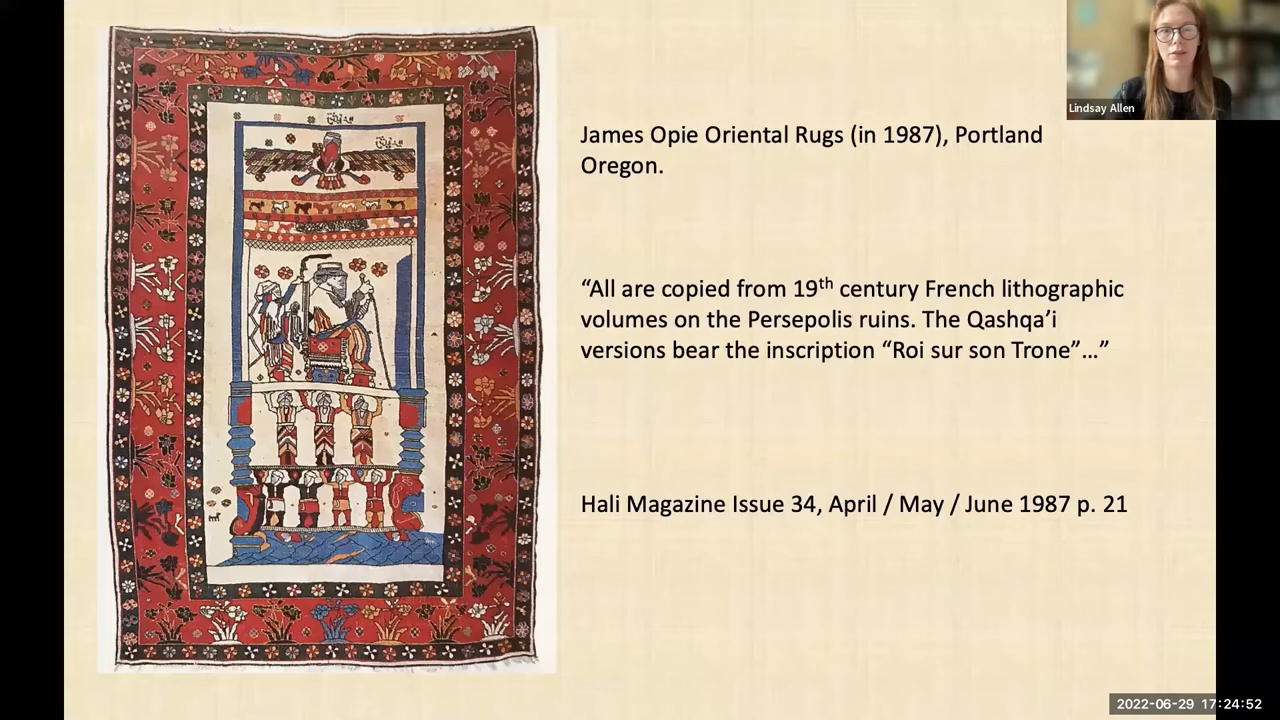 Lindsay Allen
James Opie Oriental Rugs (in 1987), Portland
Oregon.
“All are copied from 19th century French lithographic
volumes on the Persepolis ruins. The Qashqa’i
versions bear the inscription “Roi sur son Trone”…”
Hali Magazine Issue 34, April / May / June 1987 p. 21
2022-06-29 17:24:52